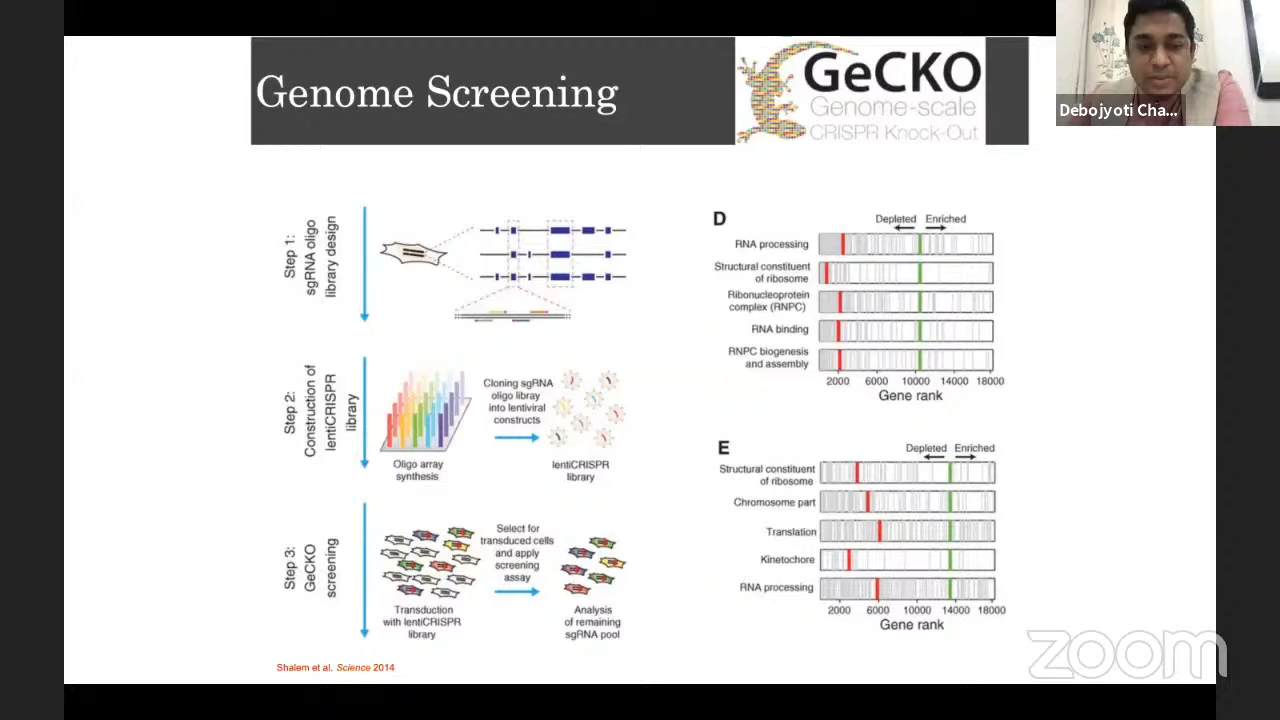 Genome Screening
GeCKO
Genome-scale
CRISPR Knock-Out
Debojyoti Cha...
Step 1:
sgRNA oligo
library design
Step 2:
Construction of
lentiCRISPR
library
Oligo array
synthesis
Cloning sgRNA
oligo libray
into lentiviral
constructs
lentiCRISPR
library
Step 3:
GeCKO
screening
Transduction
with lentiCRISPR
library
Select for
transduced cells
and apply
screening
assay
Analysis
of remaining
sgRNA pool
Shalem et al. Science 2014
D
Depleted Enriched
RNA processing
Structural constituent
of ribosome
Ribonucleoprotein
complex (RNPC)
RNA binding
RNPC biogenesis
and assembly
2000 6000 10000 14000 18000
Gene rank
E
Depleted Enriched
Structural constituent
of ribosome
Chromosome part
Translation
Kinetochore
RNA processing
2000 6000 10000 14000 18000
Gene rank
zoom